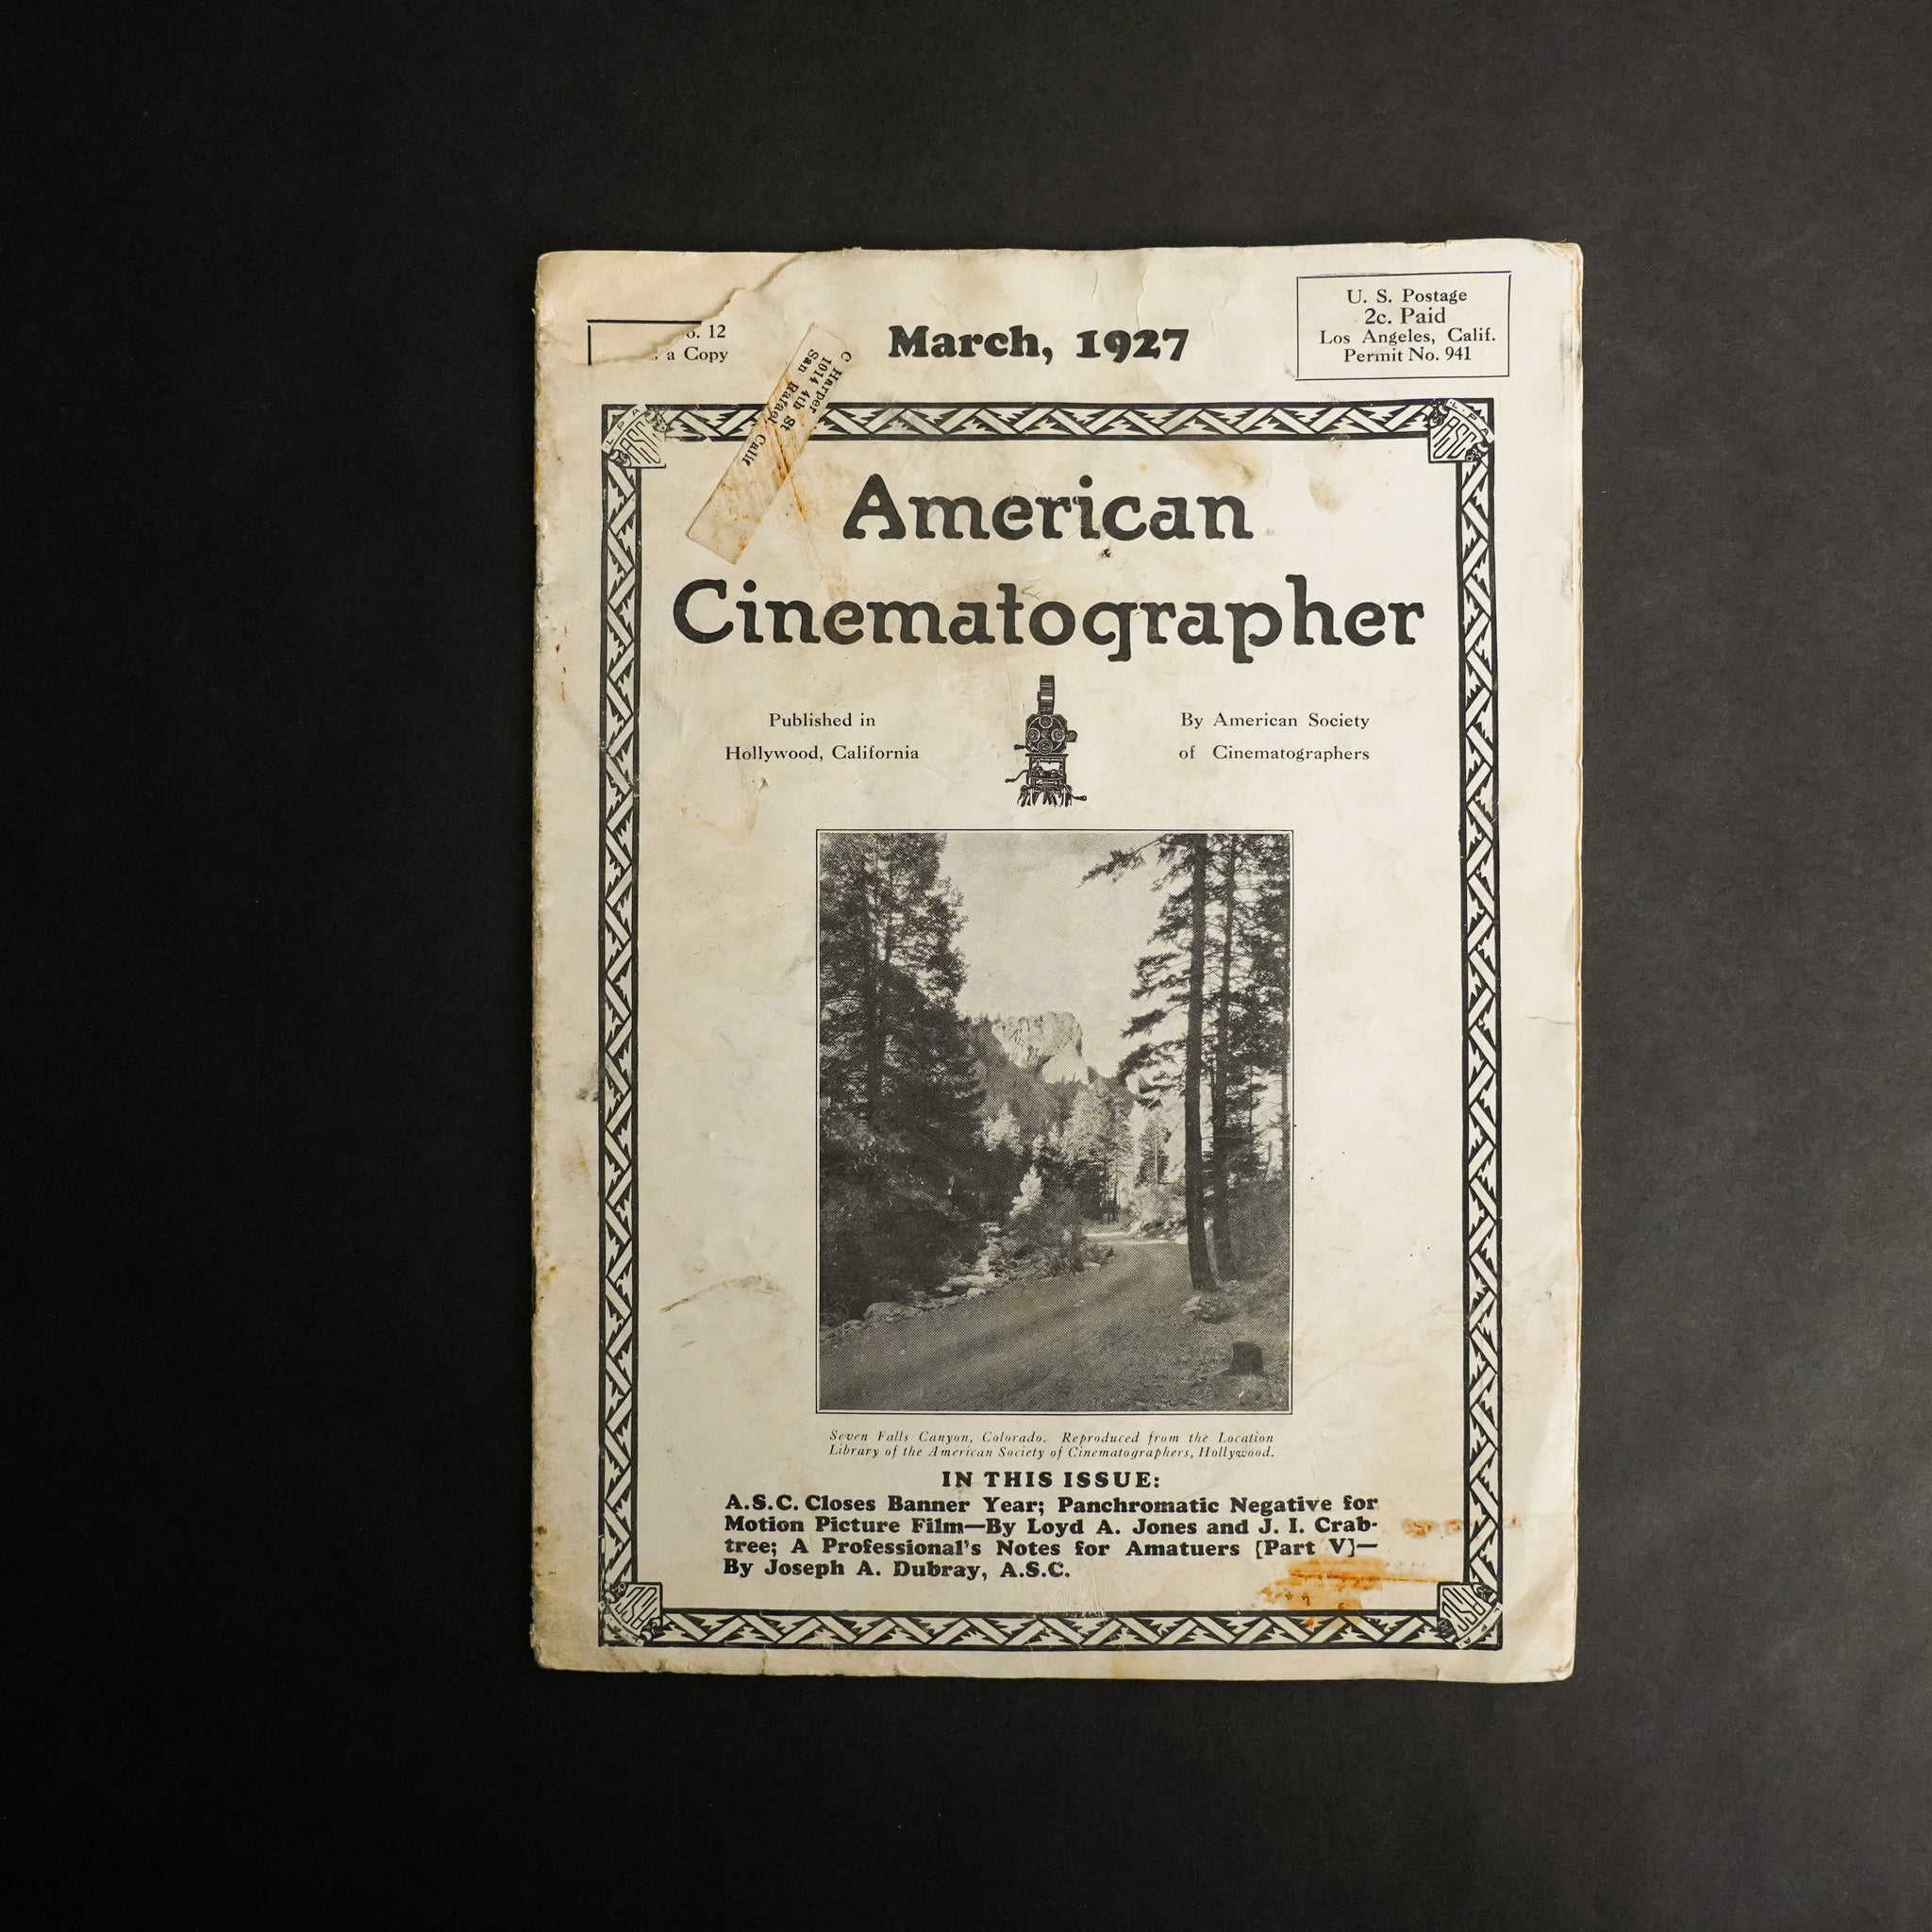 12
a Copy
March, 1927
U. S. Postage
2c. Paid
Los Angeles, Calif.
Permit No. 941
C Harper
1014 4th St
San Rafael Calif
American
Cinematographer
Published in
Hollywood, California
By American Society
of Cinematographers
Seven Falls Canyon, Colorado. Reproduced from the Location
Library of the American Society of Cinematographers, Hollywood.
IN THIS ISSUE:
A.S.C. Closes Banner Year; Panchromatic Negative for
Motion Picture Film—By Loyd A. Jones and J. I. Crab-
tree; A Professional's Notes for Amatuers [Part V]—
By Joseph A. Dubray, A.S.C.